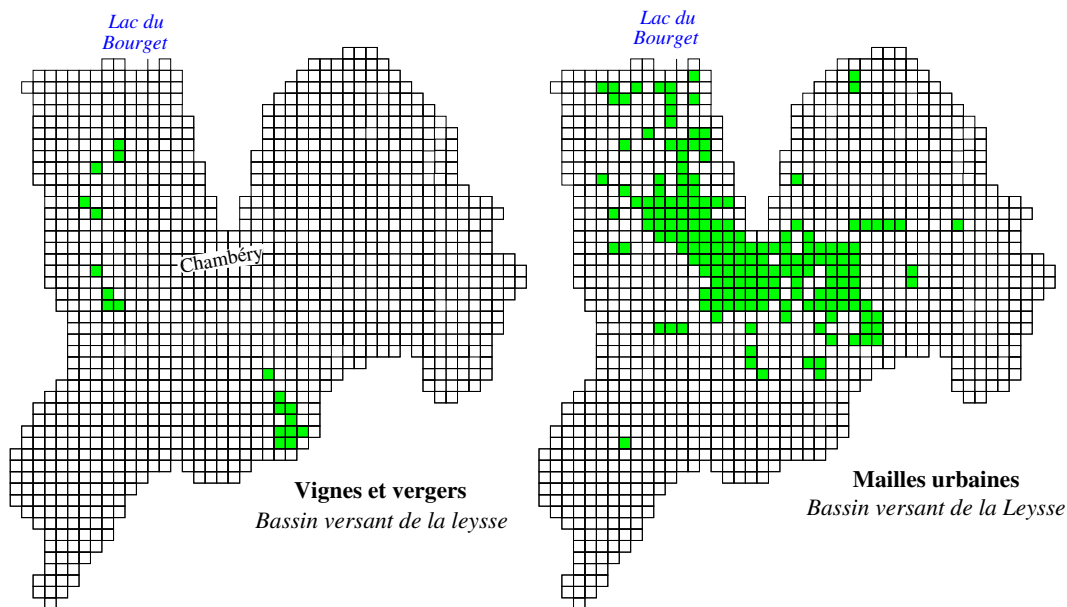 Lac du
Bourget
Chambéry
Vignes et vergers
Bassin versant de la leysse
Lac du
Bourget
Mailles urbaines
Bassin versant de la Leysse